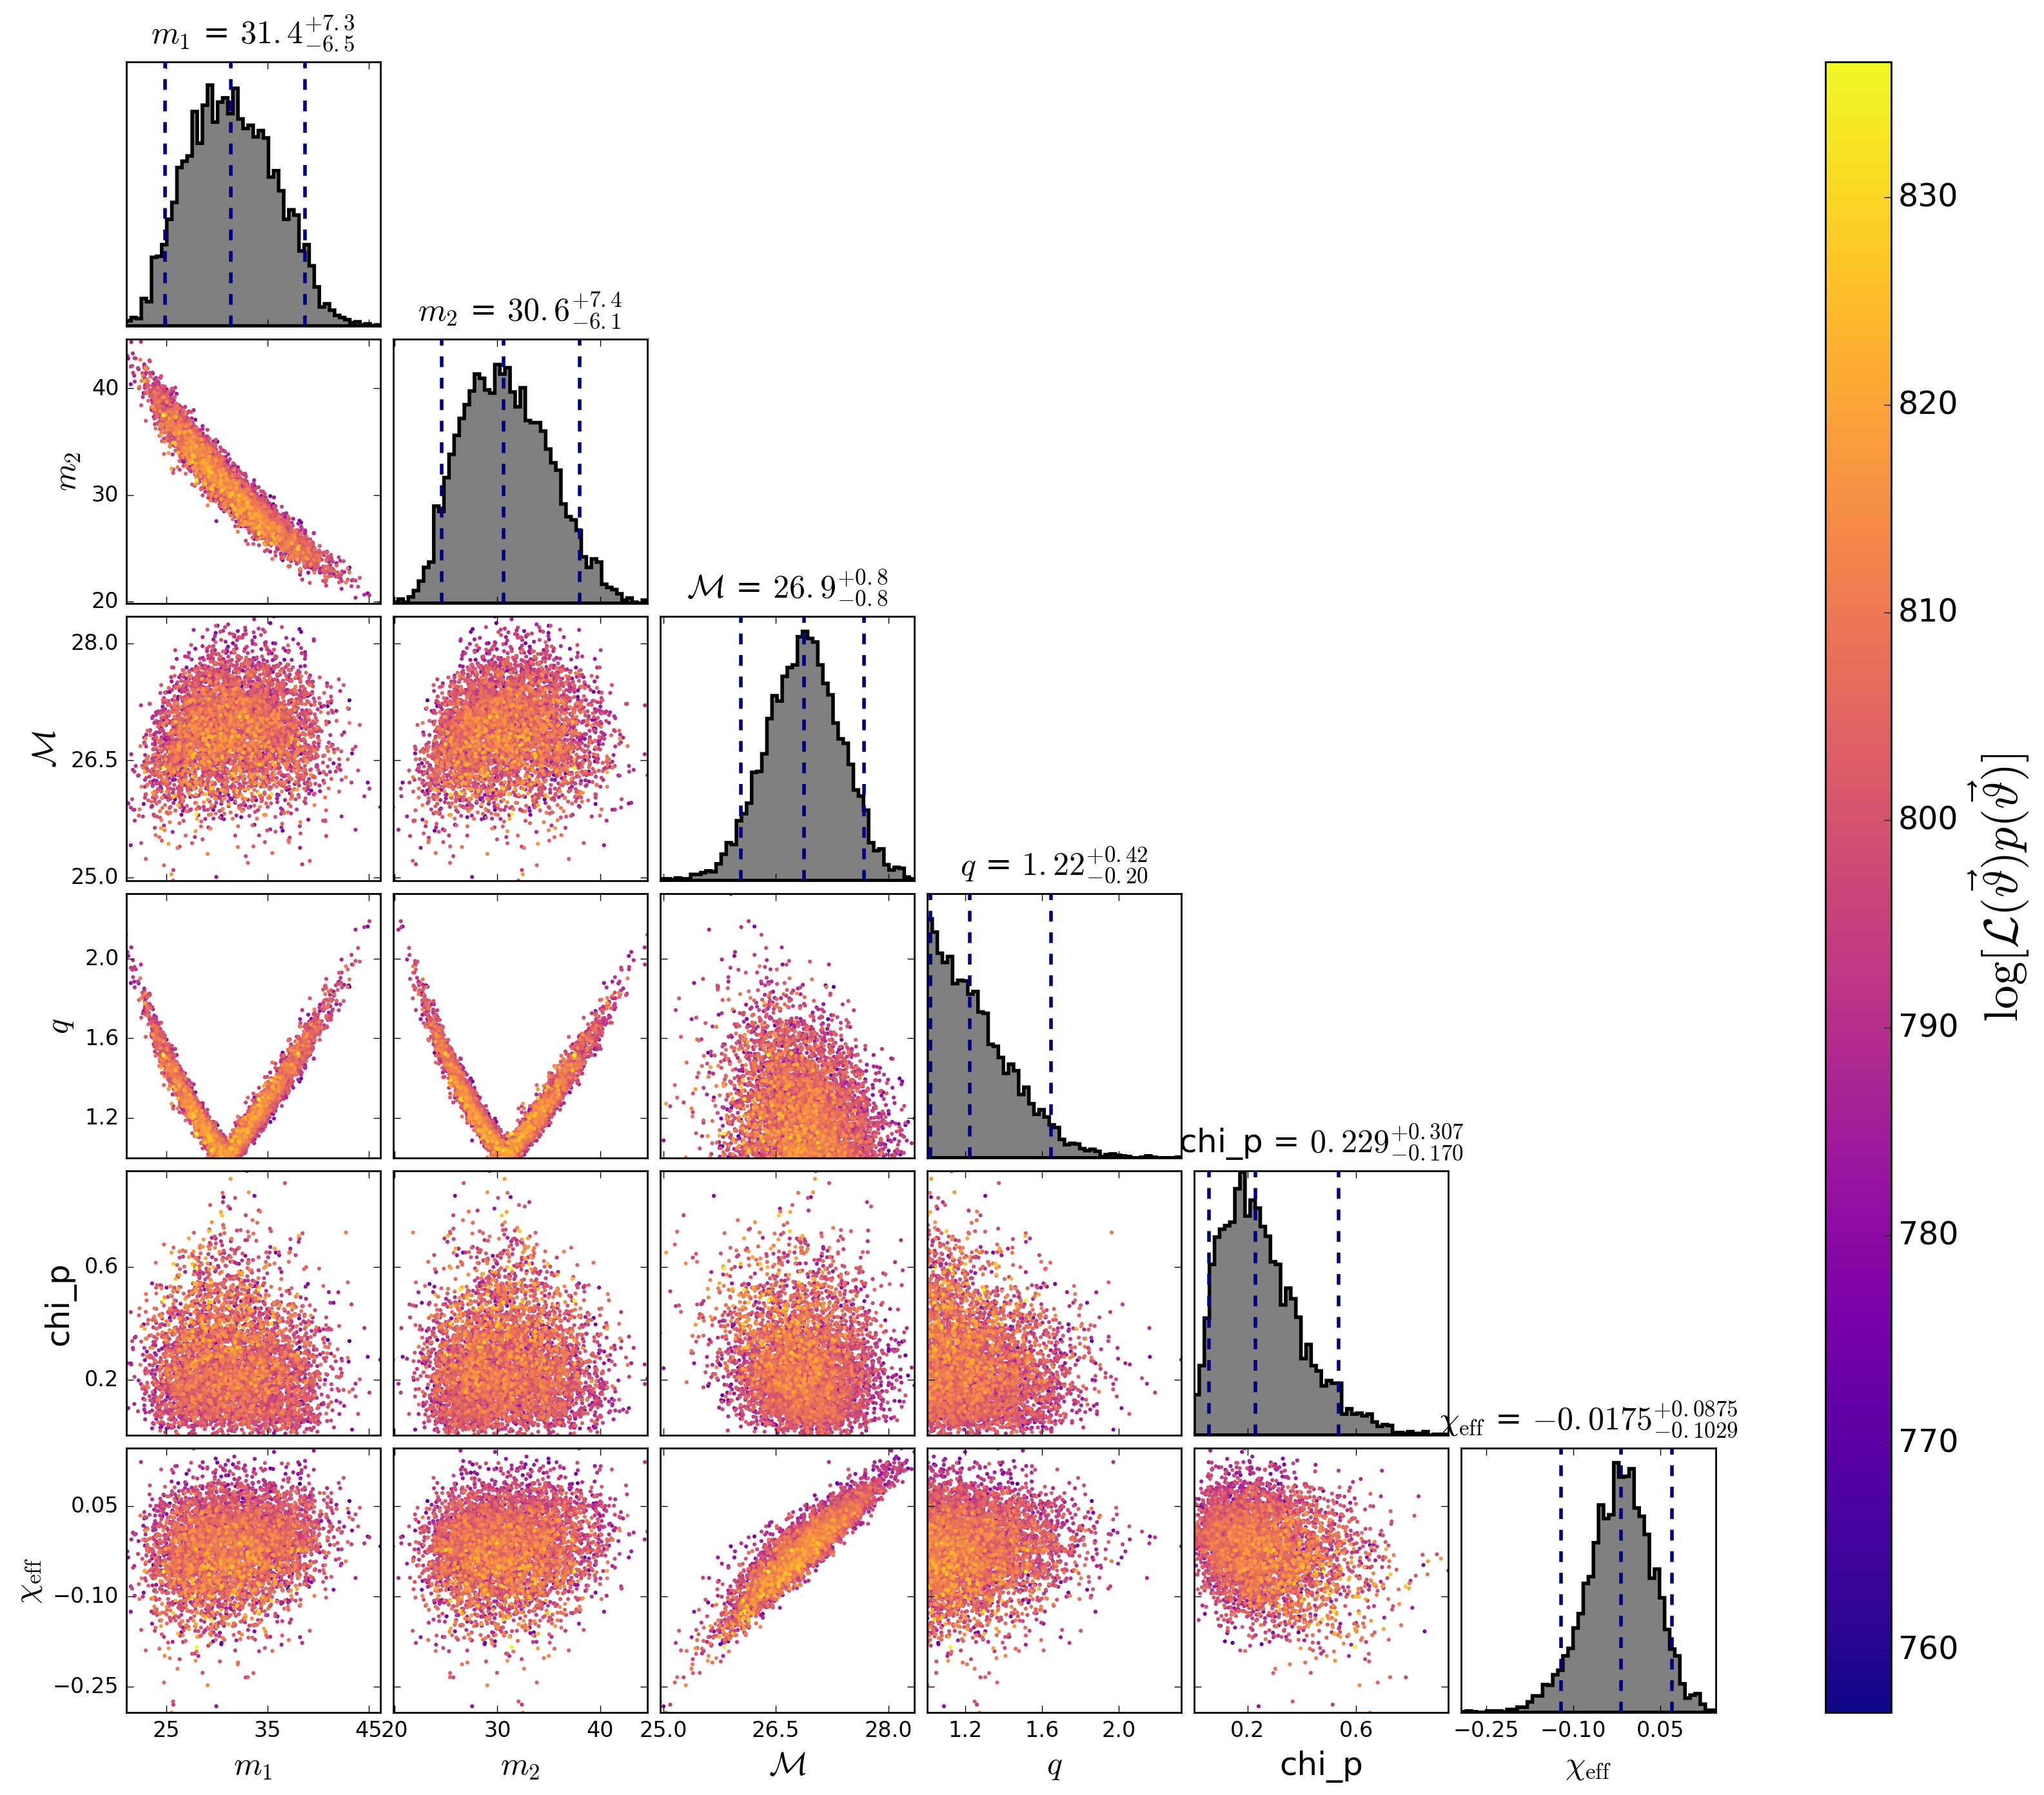 m₁ = 31.4^{+7.3}_{-6.5}
m₂ = 30.6^{+7.4}_{-6.1}
ℳ = 26.9^{+0.8}_{-0.8}
q = 1.22^{+0.42}_{-0.20}
chi_p = 0.229^{+0.307}_{-0.170}
χ_eff = −0.0175^{+0.0875}_{-0.1029}
m₂
40
30
20
ℳ
28.0
26.5
25.0
q
2.0
1.6
1.2
chi_p
0.6
0.2
χ_eff
0.05
−0.10
−0.25
25 35 45
20 30 40
25.0 26.5 28.0
1.2 1.6 2.0
0.2 0.6
−0.25 −0.10 0.05
m₁
m₂
ℳ
q
chi_p
χ_eff
830
820
810
800
790
780
770
760
log[ℒ(ϑ⃗)p(ϑ⃗)]